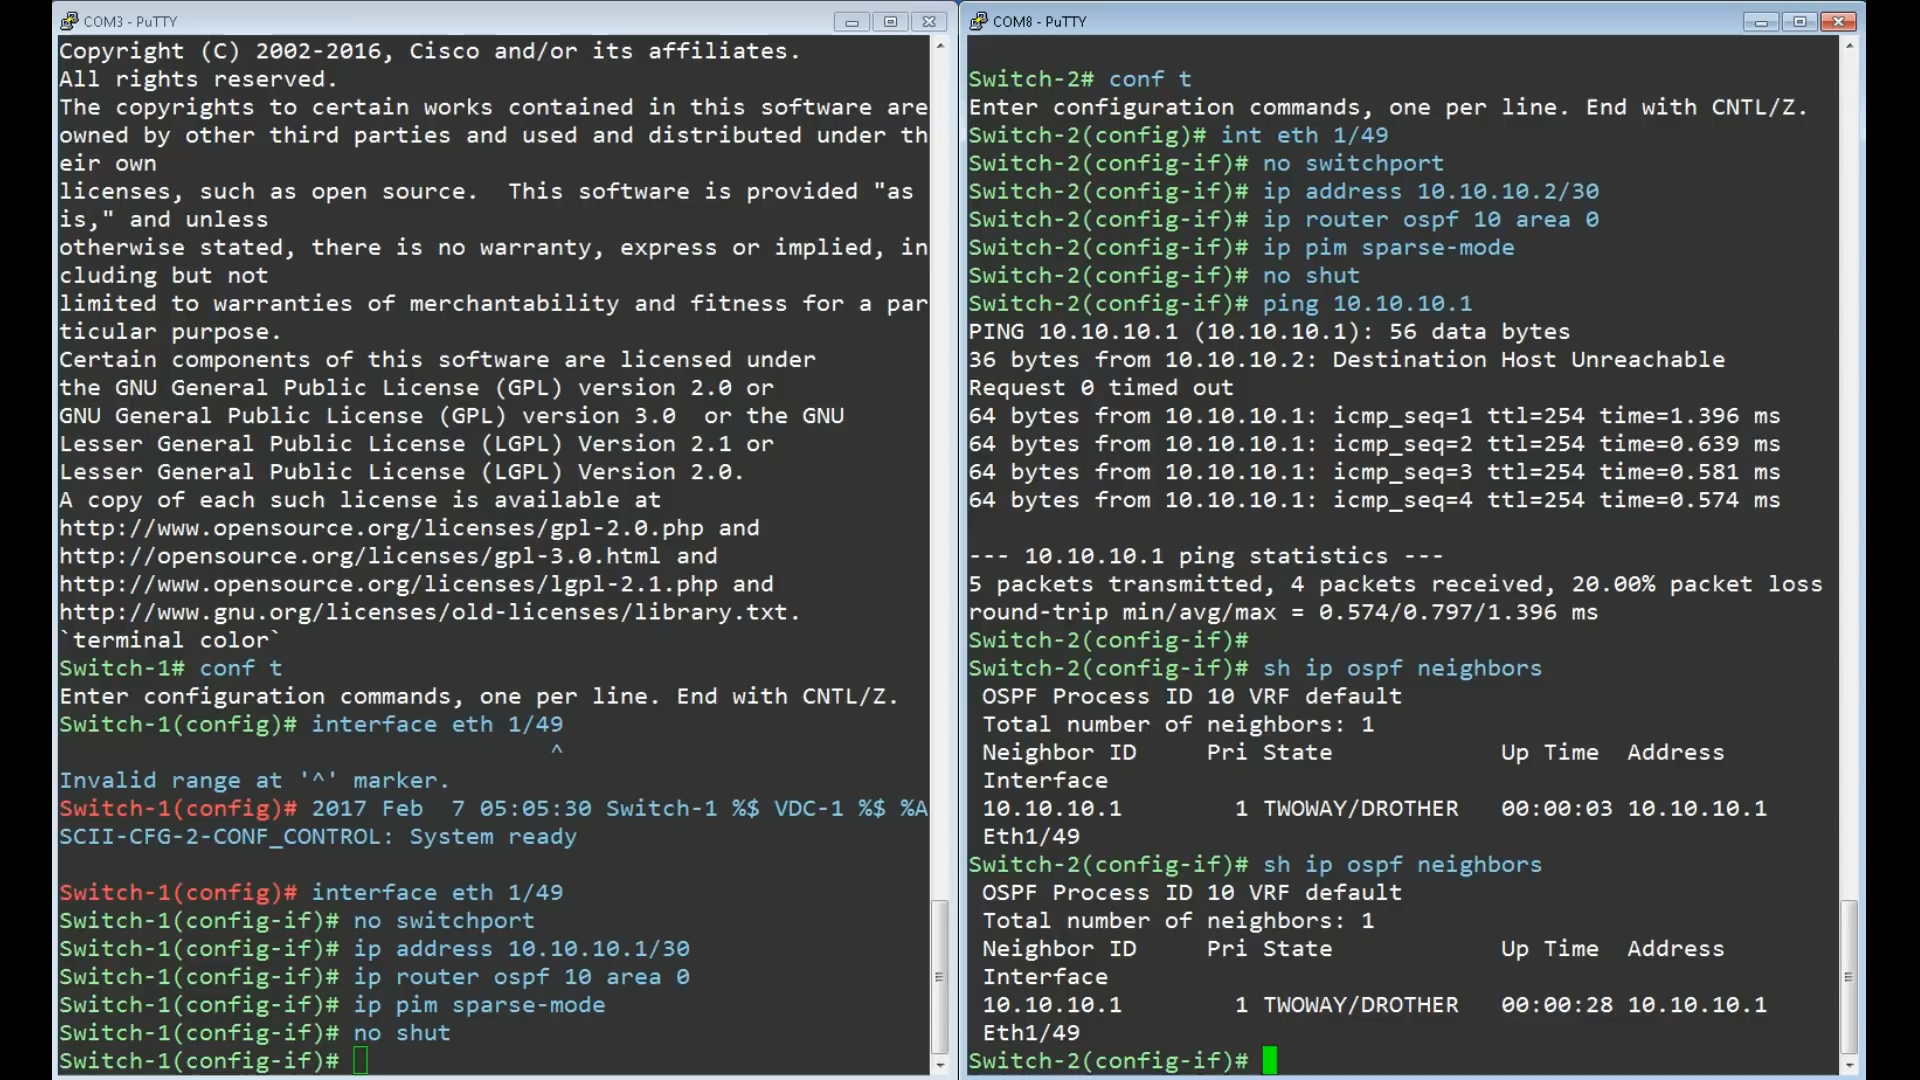 COM3 - PuTTY
Copyright (C) 2002-2016, Cisco and/or its affiliates.
All rights reserved.
The copyrights to certain works contained in this software are
owned by other third parties and used and distributed under th
eir own
licenses, such as open source.  This software is provided "as
is," and unless
otherwise stated, there is no warranty, express or implied, in
cluding but not
limited to warranties of merchantability and fitness for a par
ticular purpose.
Certain components of this software are licensed under
the GNU General Public License (GPL) version 2.0 or
GNU General Public License (GPL) version 3.0  or the GNU
Lesser General Public License (LGPL) Version 2.1 or
Lesser General Public License (LGPL) Version 2.0.
A copy of each such license is available at
http://www.opensource.org/licenses/gpl-2.0.php and
http://opensource.org/licenses/gpl-3.0.html and
http://www.opensource.org/licenses/lgpl-2.1.php and
http://www.gnu.org/licenses/old-licenses/library.txt.
`terminal color`
Switch-1# conf t
Enter configuration commands, one per line. End with CNTL/Z.
Switch-1(config)# interface eth 1/49
^
Invalid range at '^' marker.
Switch-1(config)# 2017 Feb  7 05:05:30 Switch-1 %$ VDC-1 %$ %A
SCII-CFG-2-CONF_CONTROL: System ready
Switch-1(config)# interface eth 1/49
Switch-1(config-if)# no switchport
Switch-1(config-if)# ip address 10.10.10.1/30
Switch-1(config-if)# ip router ospf 10 area 0
Switch-1(config-if)# ip pim sparse-mode
Switch-1(config-if)# no shut
Switch-1(config-if)#
COM8 - PuTTY
Switch-2# conf t
Enter configuration commands, one per line. End with CNTL/Z.
Switch-2(config)# int eth 1/49
Switch-2(config-if)# no switchport
Switch-2(config-if)# ip address 10.10.10.2/30
Switch-2(config-if)# ip router ospf 10 area 0
Switch-2(config-if)# ip pim sparse-mode
Switch-2(config-if)# no shut
Switch-2(config-if)# ping 10.10.10.1
PING 10.10.10.1 (10.10.10.1): 56 data bytes
36 bytes from 10.10.10.2: Destination Host Unreachable
Request 0 timed out
64 bytes from 10.10.10.1: icmp_seq=1 ttl=254 time=1.396 ms
64 bytes from 10.10.10.1: icmp_seq=2 ttl=254 time=0.639 ms
64 bytes from 10.10.10.1: icmp_seq=3 ttl=254 time=0.581 ms
64 bytes from 10.10.10.1: icmp_seq=4 ttl=254 time=0.574 ms
--- 10.10.10.1 ping statistics ---
5 packets transmitted, 4 packets received, 20.00% packet loss
round-trip min/avg/max = 0.574/0.797/1.396 ms
Switch-2(config-if)#
Switch-2(config-if)# sh ip ospf neighbors
OSPF Process ID 10 VRF default
Total number of neighbors: 1
Neighbor ID     Pri State            Up Time  Address
Interface
10.10.10.1        1 TWOWAY/DROTHER   00:00:03 10.10.10.1
Eth1/49
Switch-2(config-if)# sh ip ospf neighbors
OSPF Process ID 10 VRF default
Total number of neighbors: 1
Neighbor ID     Pri State            Up Time  Address
Interface
10.10.10.1        1 TWOWAY/DROTHER   00:00:28 10.10.10.1
Eth1/49
Switch-2(config-if)#